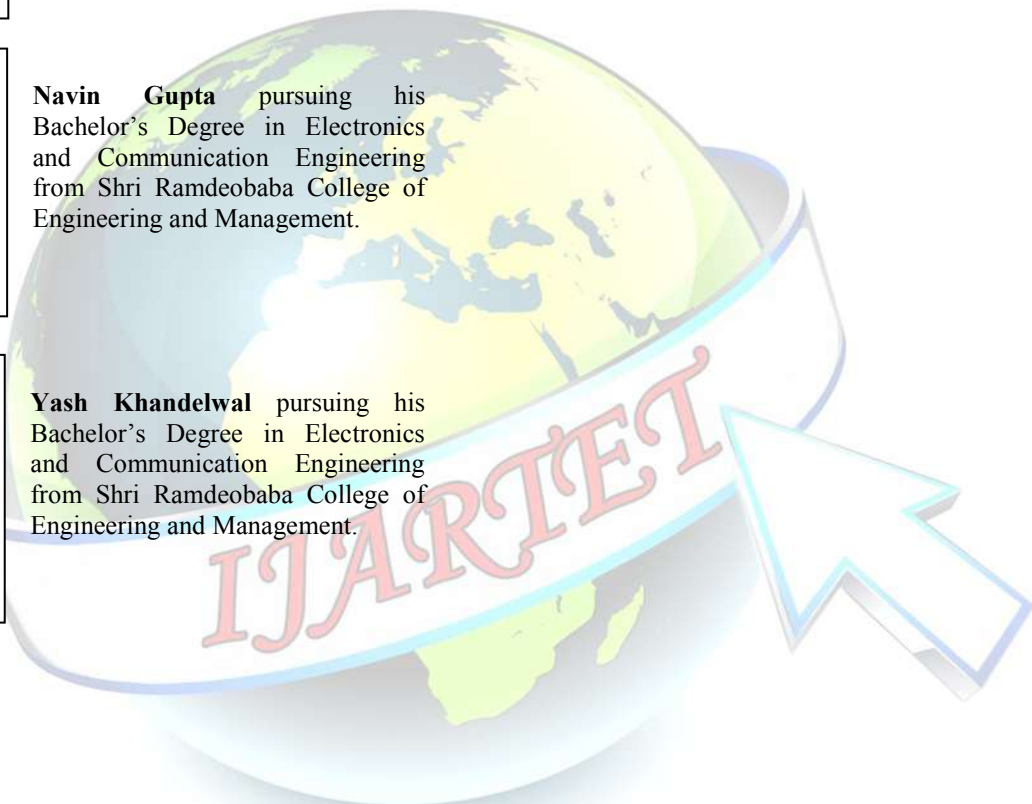 Navin Gupta pursuing his
Bachelor’s Degree in Electronics
and Communication Engineering
from Shri Ramdeobaba College of
Engineering and Management.
Yash Khandelwal pursuing his
Bachelor’s Degree in Electronics
and Communication Engineering
from Shri Ramdeobaba College of
Engineering and Management.
IJARTET